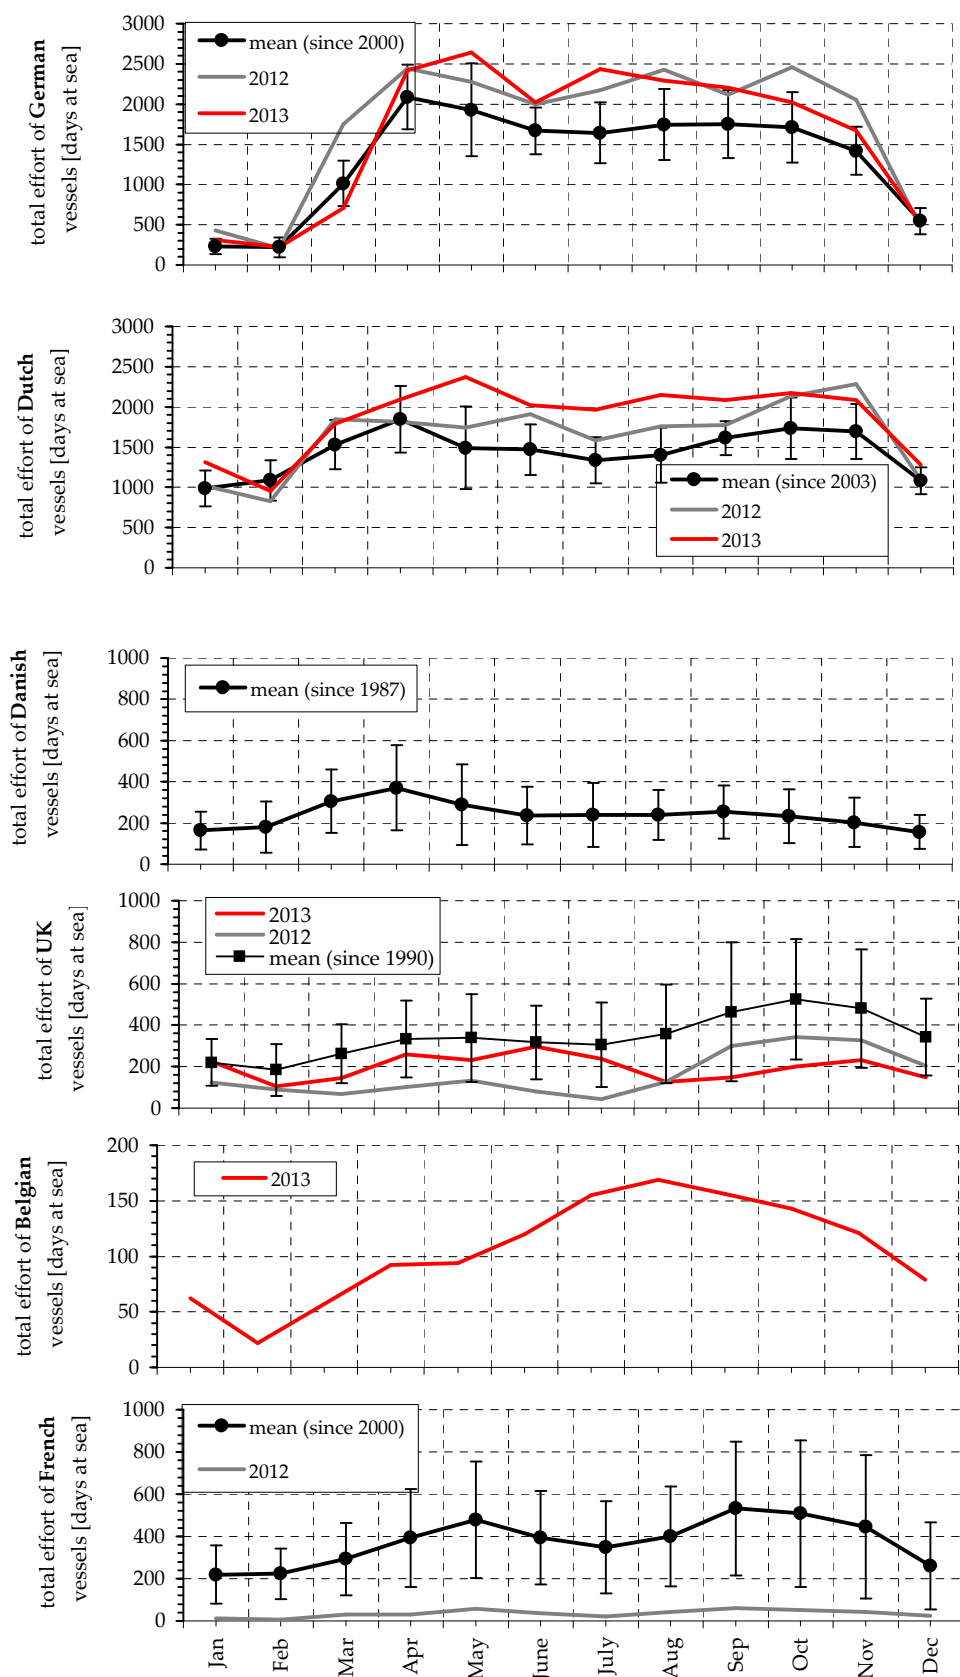 total effort of German
vessels [days at sea]
3000
2500
2000
1500
1000
500
0
mean (since 2000)
2012
2013
total effort of Dutch
vessels [days at sea]
3000
2500
2000
1500
1000
500
0
mean (since 2003)
2012
2013
total effort of Danish
vessels [days at sea]
1000
800
600
400
200
0
mean (since 1987)
total effort of UK
vessels [days at sea]
1000
800
600
400
200
0
2013
2012
mean (since 1990)
total effort of Belgian
vessels [days at sea]
200
150
100
50
0
2013
total effort of French
vessels [days at sea]
1000
800
600
400
200
0
mean (since 2000)
2012
Jan
Feb
Mar
Apr
May
June
July
Aug
Sep
Oct
Nov
Dec